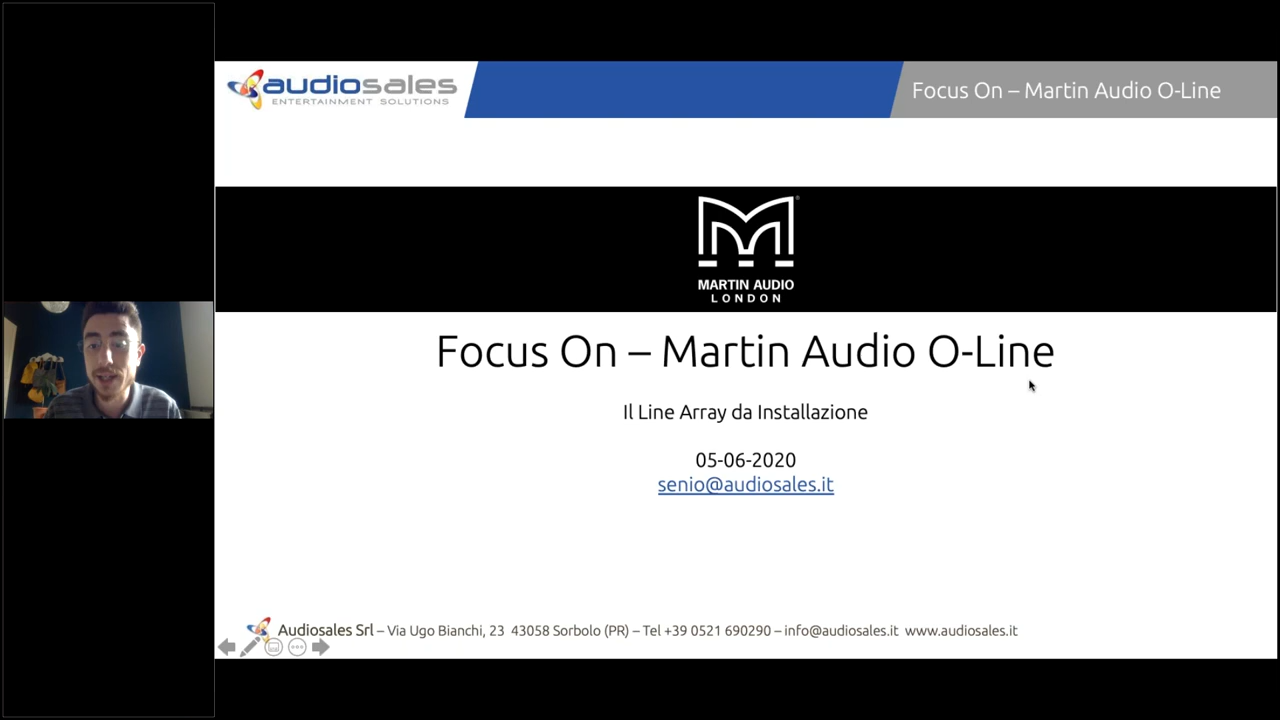 audiosales
ENTERTAINMENT SOLUTIONS
Focus On – Martin Audio O-Line
MARTIN AUDIO
LONDON
Focus On – Martin Audio O-Line
Il Line Array da Installazione
05-06-2020
senio@audiosales.it
Audiosales Srl – Via Ugo Bianchi, 23 43058 Sorbolo (PR) – Tel +39 0521 690290 – info@audiosales.it www.audiosales.it